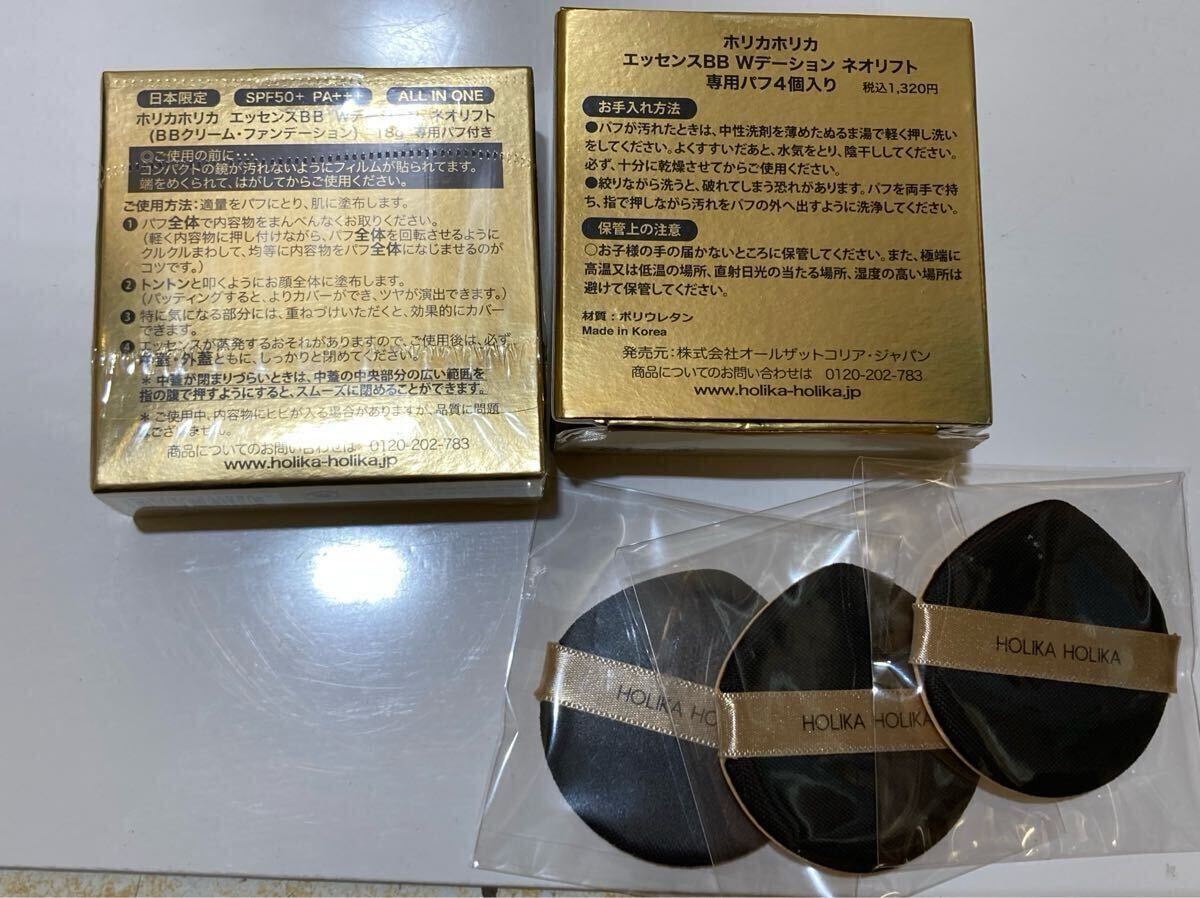 日本限定 SPF50+ PA+++ ALL IN ONE
ホリカホリカ エッセンスBB Wデーション ネオリフト
(BBクリーム・ファンデーション) 18g 専用パフ付き
◎ご使用の前に・・・
コンパクトの鏡が汚れないようにフィルムが貼られてます。
端をめくられて、はがしてからご使用ください。
ご使用方法:適量をパフにとり、肌に塗布します。
❶ パフ全体で内容物をまんべんなくお取りください。
(軽く内容物に押し付けながら、パフ全体を回転させるように
クルクルまわして、均等に内容物をパフ全体になじませるのが
コツです。)
❷ トントンと叩くようにお顔全体に塗布します。
(パッティングすると、よりカバーができ、ツヤが演出できます。)
❸ 特に気になる部分には、重ねづけいただくと、効果的にカバー
できます。
❹ エッセンスが蒸発するおそれがありますので、ご使用後は、必ず
中蓋・外蓋ともに、しっかりと閉めてください。
＊中蓋が閉まりづらいときは、中蓋の中央部分の広い範囲を
指の腹で押すようにすると、スムーズに閉めることができます。
＊ご使用中、内容物にヒビが入る場合がありますが、品質に問題
はございません。
商品についてのお問い合わせは 0120-202-783
www.holika-holika.jp
ホリカホリカ
エッセンスBB Wデーション ネオリフト
専用パフ4個入り 税込1,320円
お手入れ方法
●パフが汚れたときは、中性洗剤を薄めたぬるま湯で軽く押し洗い
をしてください。よくすすいだあと、水気をとり、陰干ししてください。
必ず、十分に乾燥させてからご使用ください。
●絞りながら洗うと、破れてしまう恐れがあります。パフを両手で持
ち、指で押しながら汚れをパフの外へ出すように洗浄してください。
保管上の注意
○お子様の手の届かないところに保管してください。また、極端に
高温又は低温の場所、直射日光の当たる場所、湿度の高い場所は
避けて保管してください。
材質:ポリウレタン
Made in Korea
発売元:株式会社オールザットコリア・ジャパン
商品についてのお問い合わせは 0120-202-783
www.holika-holika.jp
HOLIKA HOLIKA
HOLIKA HOLIKA
HOLIKA HO